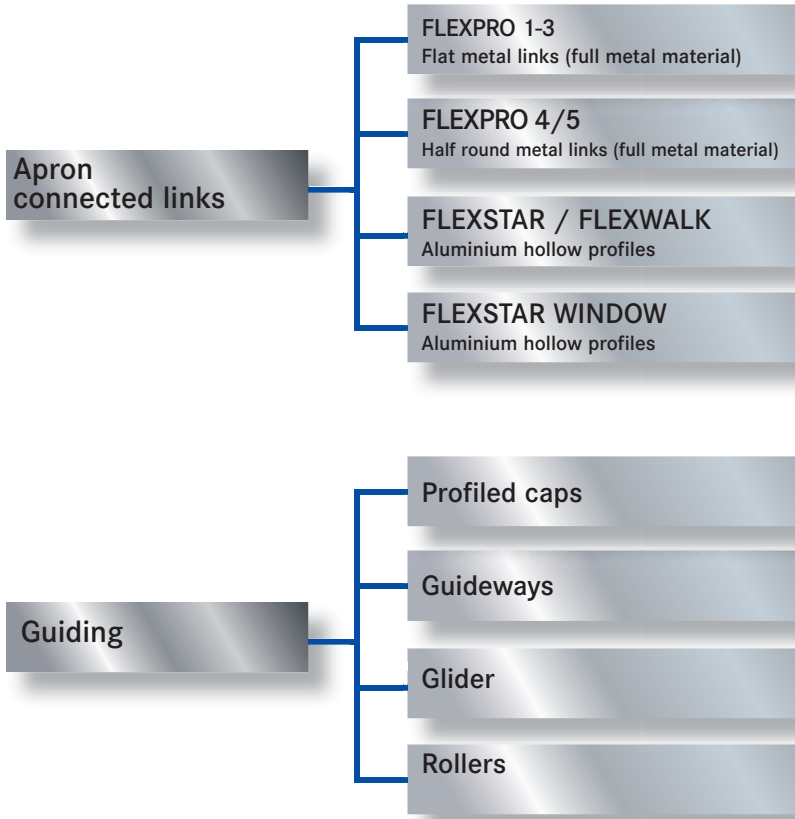 FLEXPRO 1-3
Flat metal links (full metal material)
FLEXPRO 4/5
Half round metal links (full metal material)
Apron
connected links
FLEXSTAR / FLEXWALK
Aluminium hollow profiles
FLEXSTAR WINDOW
Aluminium hollow profiles
Profiled caps
Guideways
Guiding
Glider
Rollers